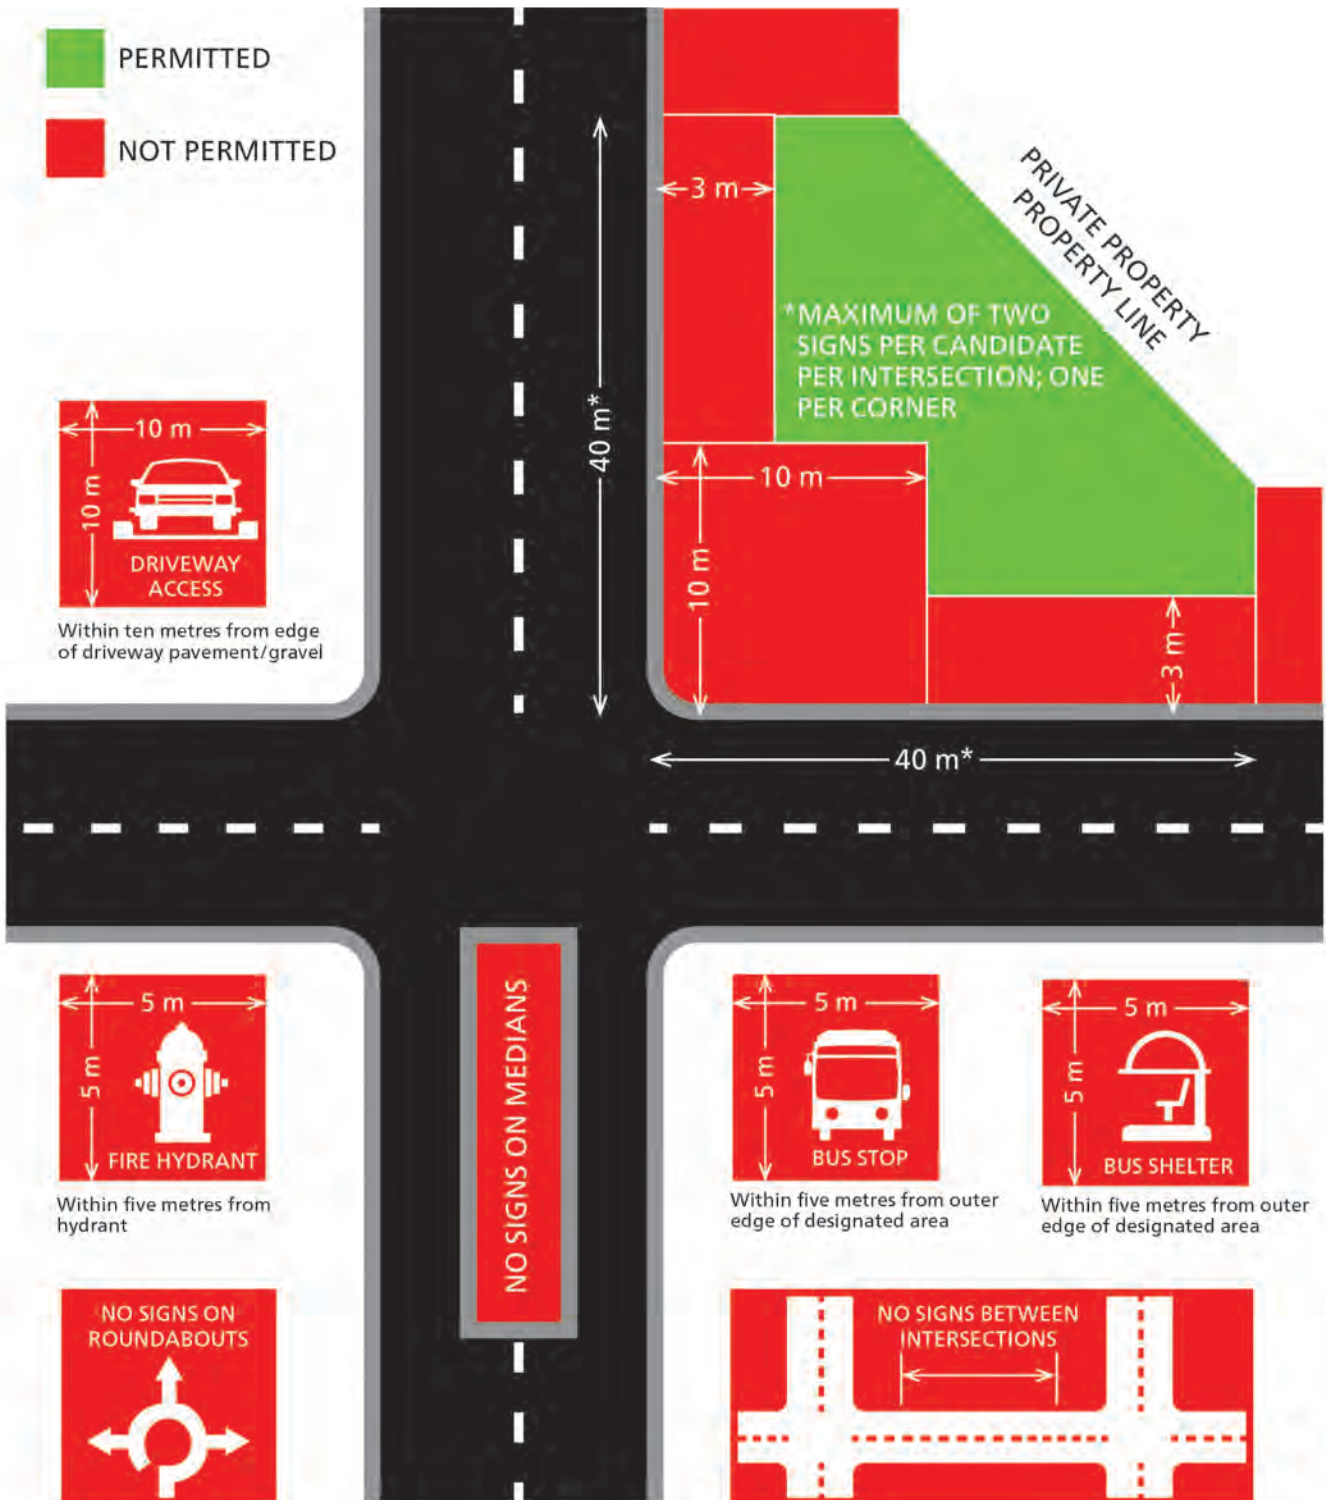 PERMITTED
NOT PERMITTED
3 m
PRIVATE PROPERTY
PROPERTY LINE
*MAXIMUM OF TWO
SIGNS PER CANDIDATE
PER INTERSECTION; ONE
PER CORNER
40 m*
10 m
10 m
3 m
40 m*
10 m
10 m
DRIVEWAY
ACCESS
Within ten metres from edge
of driveway pavement/gravel
5 m
5 m
FIRE HYDRANT
Within five metres from
hydrant
NO SIGNS ON MEDIANS
5 m
5 m
BUS STOP
Within five metres from outer
edge of designated area
5 m
5 m
BUS SHELTER
Within five metres from outer
edge of designated area
NO SIGNS ON
ROUNDABOUTS
NO SIGNS BETWEEN
INTERSECTIONS